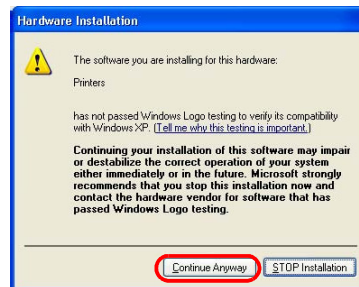 Hardware Installation
The software you are installing for this hardware:
Printers
has not passed Windows Logo testing to verify its compatibility
with Windows XP. (Tell me why this testing is important.)
Continuing your installation of this software may impair
or destabilize the correct operation of your system
either immediately or in the future. Microsoft strongly
recommends that you stop this installation now and
contact the hardware vendor for software that has
passed Windows Logo testing.
Continue Anyway STOP Installation